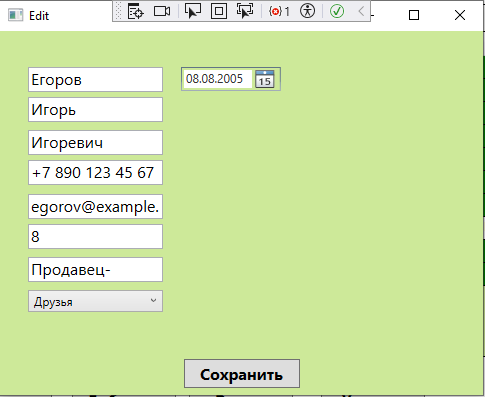 Edit
1
Егоров
08.08.2005
15
Игорь
Игоревич
+7 890 123 45 67
egorov@example.
8
Продавец-
Друзья
Сохранить